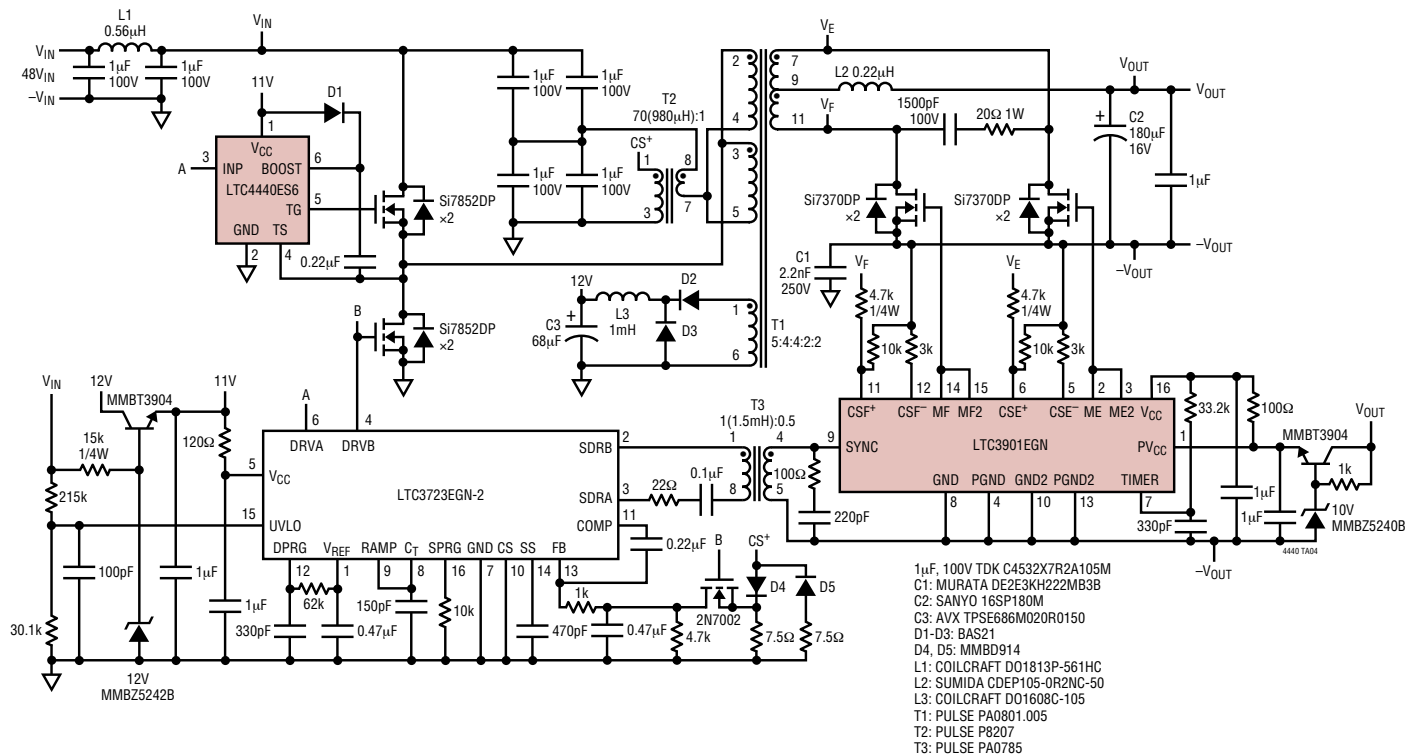 L1
0.56µH
VIN
VIN
48VIN
–VIN
1µF
100V
1µF
100V
11V
D1
1
VCC
A
3
INP
BOOST
6
LTC4440ES6
TG
5
GND
TS
2
4
0.22µF
Si7852DP
×2
B
Si7852DP
×2
1µF
100V
1µF
100V
1µF
100V
1µF
100V
T2
70(980µH):1
CS+
1
8
3
7
2
4
3
5
1
6
T1
5:4:4:2:2
12V
C3
68µF
+
L3
1mH
D2
D3
7
9
11
VE
VF
L2 0.22µH
1500pF
100V
20Ω 1W
VOUT
VOUT
+
C2
180µF
16V
1µF
Si7370DP
×2
Si7370DP
×2
–VOUT
–VOUT
C1
2.2nF
250V
VF
4.7k
1/4W
10k
3k
VE
4.7k
1/4W
10k
3k
11
12
14
15
6
5
2
3
16
CSF+
CSF–
MF
MF2
CSE+
CSE–
ME
ME2
VCC
9
SYNC
LTC3901EGN
PVCC
1
GND
PGND
GND2
PGND2
TIMER
8
4
10
13
7
33.2k
100Ω
MMBT3904
VOUT
1k
10V
MMBZ5240B
1µF
1µF
330pF
–VOUT
4440 TA04
VIN
12V
11V
MMBT3904
15k
1/4W
120Ω
215k
A
6
4
DRVA
DRVB
5
VCC
LTC3723EGN-2
SDRB
2
SDRA
3
COMP
11
15
UVLO
DPRG
VREF
RAMP
CT
SPRG
GND
CS
SS
FB
12
1
9
8
16
7
10
14
13
100pF
1µF
1µF
30.1k
12V
MMBZ5242B
62k
330pF
0.47µF
150pF
10k
470pF
1k
0.47µF
4.7k
0.22µF
22Ω
0.1µF
T3
1(1.5mH):0.5
1
4
8
5
100Ω
220pF
B
2N7002
CS+
D4
D5
7.5Ω
7.5Ω
1µF, 100V TDK C4532X7R2A105M
C1: MURATA DE2E3KH222MB3B
C2: SANYO 16SP180M
C3: AVX TPSE686M020R0150
D1-D3: BAS21
D4, D5: MMBD914
L1: COILCRAFT DO1813P-561HC
L2: SUMIDA CDEP105-0R2NC-50
L3: COILCRAFT DO1608C-105
T1: PULSE PA0801.005
T2: PULSE P8207
T3: PULSE PA0785